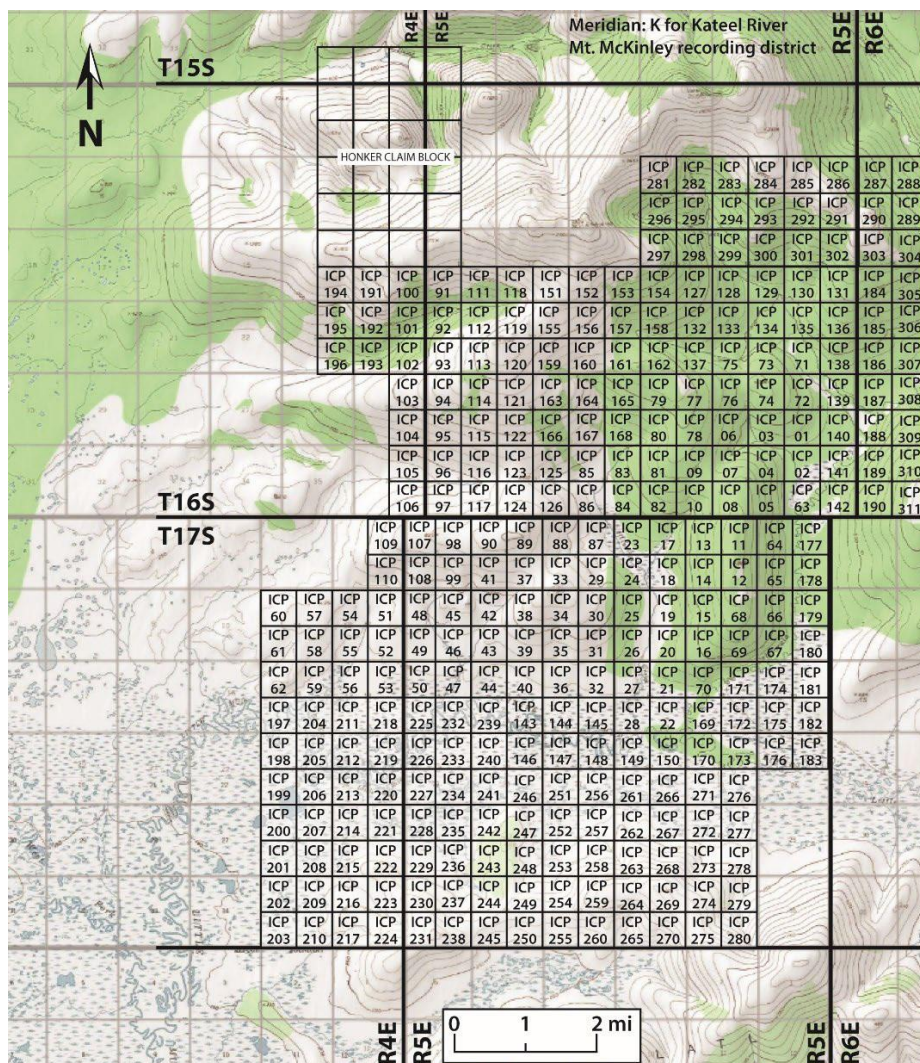 R4E
R5E
Meridian: K for Kateel River
Mt. McKinley recording district
R5E
R6E
T15S
N
HONKER CLAIM BLOCK
ICP ICP ICP ICP ICP ICP ICP ICP
281 282 283 284 285 286 287 288
ICP ICP ICP ICP ICP ICP ICP ICP
296 295 294 293 292 291 290 289
ICP ICP ICP ICP ICP ICP ICP ICP
297 298 299 300 301 302 303 304
ICP ICP ICP ICP ICP ICP ICP ICP ICP ICP ICP ICP ICP ICP ICP ICP ICP
194 191 100 91 111 118 151 152 153 154 127 128 129 130 131 184 305
ICP ICP ICP ICP ICP ICP ICP ICP ICP ICP ICP ICP ICP ICP ICP ICP ICP
195 192 101 92 112 119 155 156 157 158 132 133 134 135 136 185 306
ICP ICP ICP ICP ICP ICP ICP ICP ICP ICP ICP ICP ICP ICP ICP ICP ICP
196 193 102 93 113 120 159 160 161 162 137 75 73 71 138 186 307
ICP ICP ICP ICP ICP ICP ICP ICP ICP ICP ICP ICP ICP ICP ICP
103 94 114 121 163 164 165 79 77 76 74 72 139 187 308
ICP ICP ICP ICP ICP ICP ICP ICP ICP ICP ICP ICP ICP ICP ICP
104 95 115 122 166 167 168 80 78 06 03 01 140 188 309
ICP ICP ICP ICP ICP ICP ICP ICP ICP ICP ICP ICP ICP ICP ICP
105 96 116 123 125 85 83 81 09 07 04 02 141 189 310
ICP ICP ICP ICP ICP ICP ICP ICP ICP ICP ICP ICP ICP ICP ICP
106 97 117 124 126 86 84 82 10 08 05 63 142 190 311
T16S
T17S
ICP ICP ICP ICP ICP ICP ICP ICP ICP ICP ICP ICP ICP
109 107 98 90 89 88 87 23 17 13 11 64 177
ICP ICP ICP ICP ICP ICP ICP ICP ICP ICP ICP ICP ICP
110 108 99 41 37 33 29 24 18 14 12 65 178
ICP ICP ICP ICP ICP ICP ICP ICP ICP ICP ICP ICP ICP ICP ICP ICP
60 57 54 51 48 45 42 38 34 30 25 19 15 68 66 179
ICP ICP ICP ICP ICP ICP ICP ICP ICP ICP ICP ICP ICP ICP ICP ICP
61 58 55 52 49 46 43 39 35 31 26 20 16 69 67 180
ICP ICP ICP ICP ICP ICP ICP ICP ICP ICP ICP ICP ICP ICP ICP ICP
62 59 56 53 50 47 44 40 36 32 27 21 70 171 174 181
ICP ICP ICP ICP ICP ICP ICP ICP ICP ICP ICP ICP ICP ICP ICP ICP
197 204 211 218 225 232 239 143 144 145 28 22 169 172 175 182
ICP ICP ICP ICP ICP ICP ICP ICP ICP ICP ICP ICP ICP ICP ICP ICP
198 205 212 219 226 233 240 146 147 148 149 150 170 173 176 183
ICP ICP ICP ICP ICP ICP ICP ICP ICP ICP ICP ICP ICP ICP
199 206 213 220 227 234 241 246 251 256 261 266 271 276
ICP ICP ICP ICP ICP ICP ICP ICP ICP ICP ICP ICP ICP ICP
200 207 214 221 228 235 242 247 252 257 262 267 272 277
ICP ICP ICP ICP ICP ICP ICP ICP ICP ICP ICP ICP ICP ICP
201 208 215 222 229 236 243 248 253 258 263 268 273 278
ICP ICP ICP ICP ICP ICP ICP ICP ICP ICP ICP ICP ICP ICP
202 209 216 223 230 237 244 249 254 259 264 269 274 279
ICP ICP ICP ICP ICP ICP ICP ICP ICP ICP ICP ICP ICP ICP
203 210 217 224 231 238 245 250 255 260 265 270 275 280
R4E
R5E
0 1 2 mi
R5E
R6E